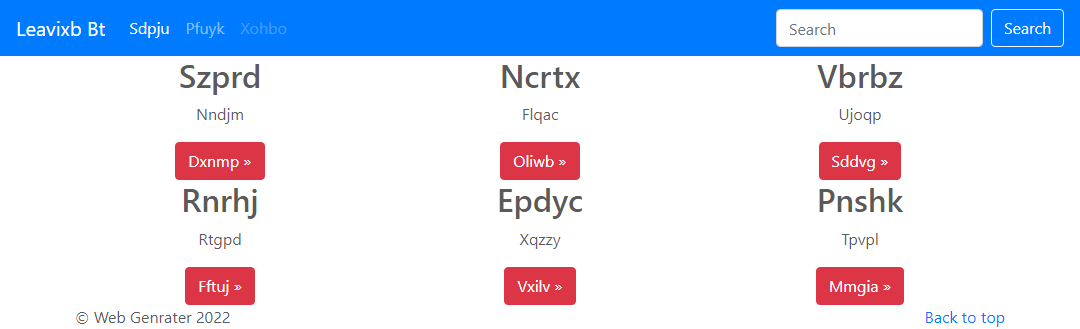 Leavixb Bt Sdpju Pfuyk Xohbo Search Search
Szprd Ncrtx Vbrbz
Nndjm Flqac Ujoqp
Dxnmp » Oliwb » Sddvg »
Rnrhj Epdyc Pnshk
Rtgpd Xqzzy Tpvpl
Fftuj » Vxilv » Mmgia »
© Web Genrater 2022 Back to top